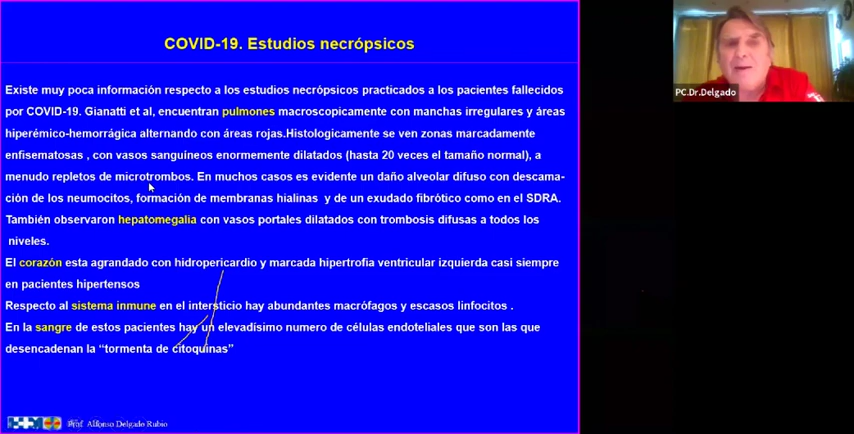 COVID-19. Estudios necrópsicos
Existe muy poca información respecto a los estudios necrópsicos practicados a los pacientes fallecidos
por COVID-19. Gianatti et al, encuentran pulmones macroscopicamente con manchas irregulares y áreas
hiperémico-hemorrágica alternando con áreas rojas.Histologicamente se ven zonas marcadamente
enfisematosas , con vasos sanguíneos enormemente dilatados (hasta 20 veces el tamaño normal), a
menudo repletos de microtrombos. En muchos casos es evidente un daño alveolar difuso con descama-
ción de los neumocitos, formación de membranas hialinas y de un exudado fibrótico como en el SDRA.
También observaron hepatomegalia con vasos portales dilatados con trombosis difusas a todos los
niveles.
El corazón esta agrandado con hidropericardio y marcada hipertrofia ventricular izquierda casi siempre
en pacientes hipertensos
Respecto al sistema inmune en el intersticio hay abundantes macrófagos y escasos linfocitos .
En la sangre de estos pacientes hay un elevadísimo numero de células endoteliales que son las que
desencadenan la “tormenta de citoquinas”
Prof. Alfonso Delgado Rubio
PC.Dr.Delgado